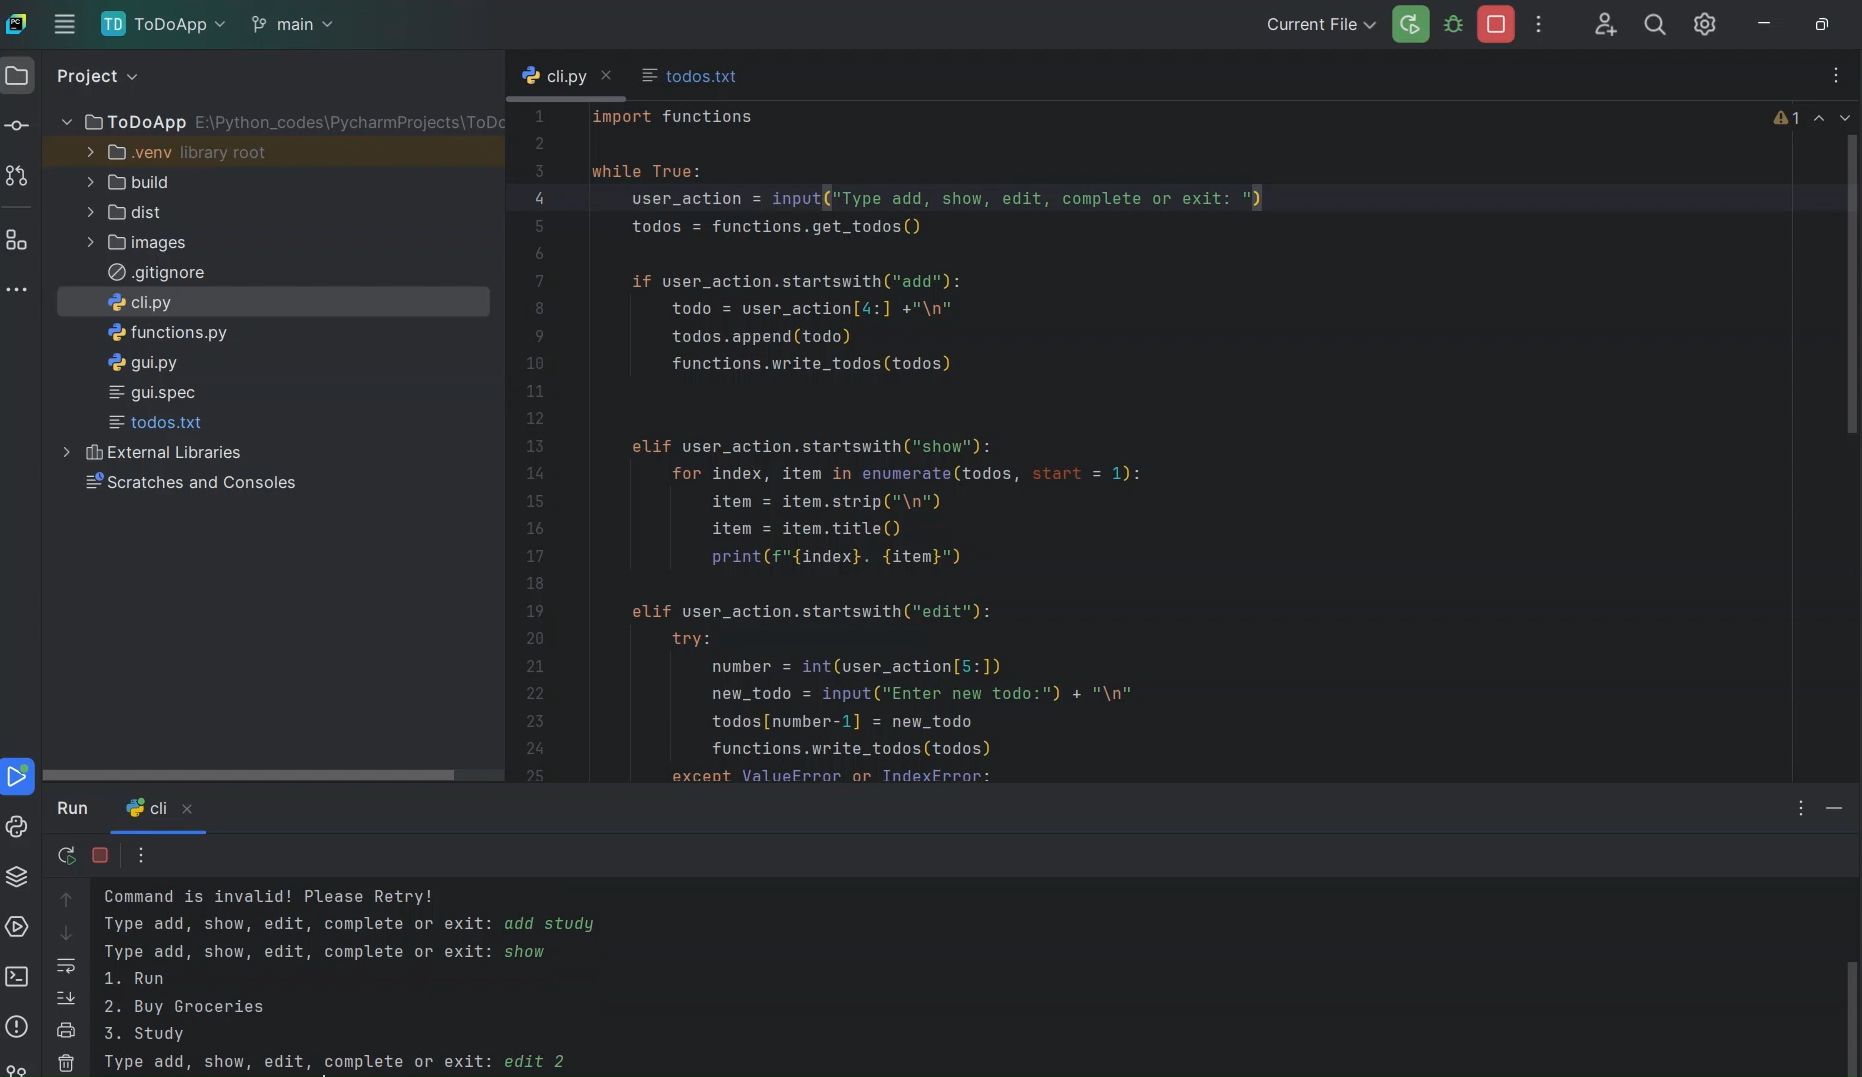 TD ToDoApp main Current File
Project
cli.py todos.txt
ToDoApp E:\Python_codes\PycharmProjects\ToDo
.venv library root
build
dist
images
.gitignore
cli.py
functions.py
gui.py
gui.spec
todos.txt
External Libraries
Scratches and Consoles
1 import functions
1
2
3 while True:
4 user_action = input("Type add, show, edit, complete or exit: ")
5 todos = functions.get_todos()
6
7 if user_action.startswith("add"):
8 todo = user_action[4:] +"\n"
9 todos.append(todo)
10 functions.write_todos(todos)
11
12
13 elif user_action.startswith("show"):
14 for index, item in enumerate(todos, start = 1):
15 item = item.strip("\n")
16 item = item.title()
17 print(f"{index}. {item}")
18
19 elif user_action.startswith("edit"):
20 try:
21 number = int(user_action[5:])
22 new_todo = input("Enter new todo:") + "\n"
23 todos[number-1] = new_todo
24 functions.write_todos(todos)
25 except ValueError or IndexError:
Run cli
Command is invalid! Please Retry!
Type add, show, edit, complete or exit: add study
Type add, show, edit, complete or exit: show
1. Run
2. Buy Groceries
3. Study
Type add, show, edit, complete or exit: edit 2